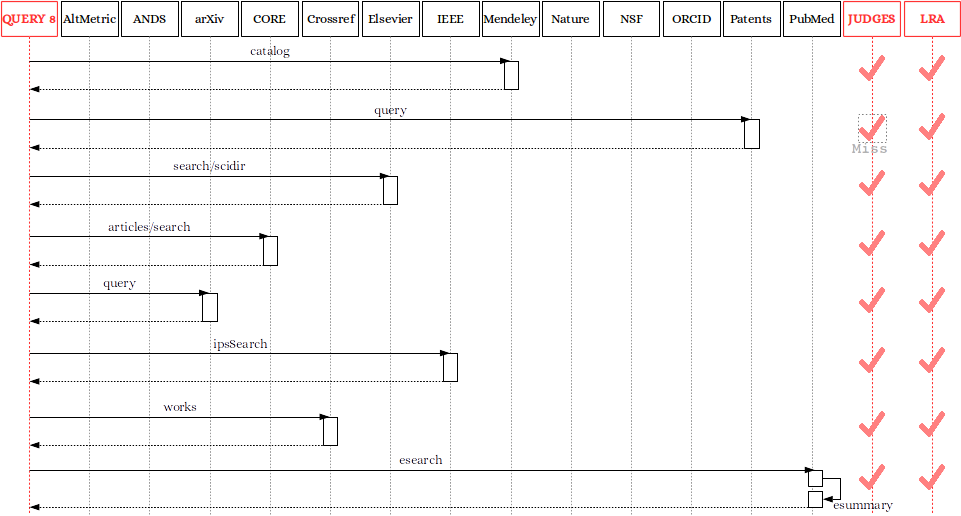 QUERY 8 AltMetric ANDS arXiv CORE Crossref Elsevier IEEE Mendeley Nature NSF ORCID Patents PubMed JUDGES LRA
catalog
query
Miss
search/scidir
articles/search
query
ipsSearch
works
esearch
esummary